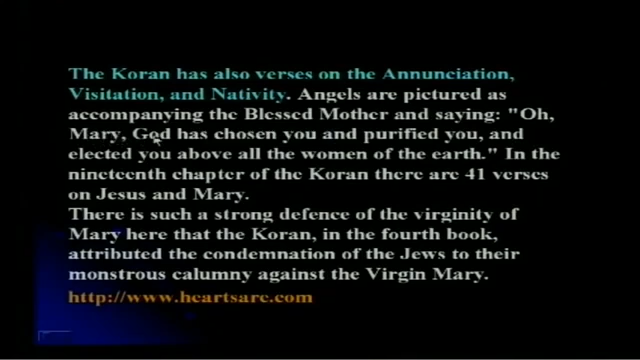 The Koran has also verses on the Annunciation,
Visitation, and Nativity. Angels are pictured as
accompanying the Blessed Mother and saying: "Oh,
Mary, God has chosen you and purified you, and
elected you above all the women of the earth." In the
nineteenth chapter of the Koran there are 41 verses
on Jesus and Mary.
There is such a strong defence of the virginity of
Mary here that the Koran, in the fourth book,
attributed the condemnation of the Jews to their
monstrous calumny against the Virgin Mary.
http://www.heartsare.com